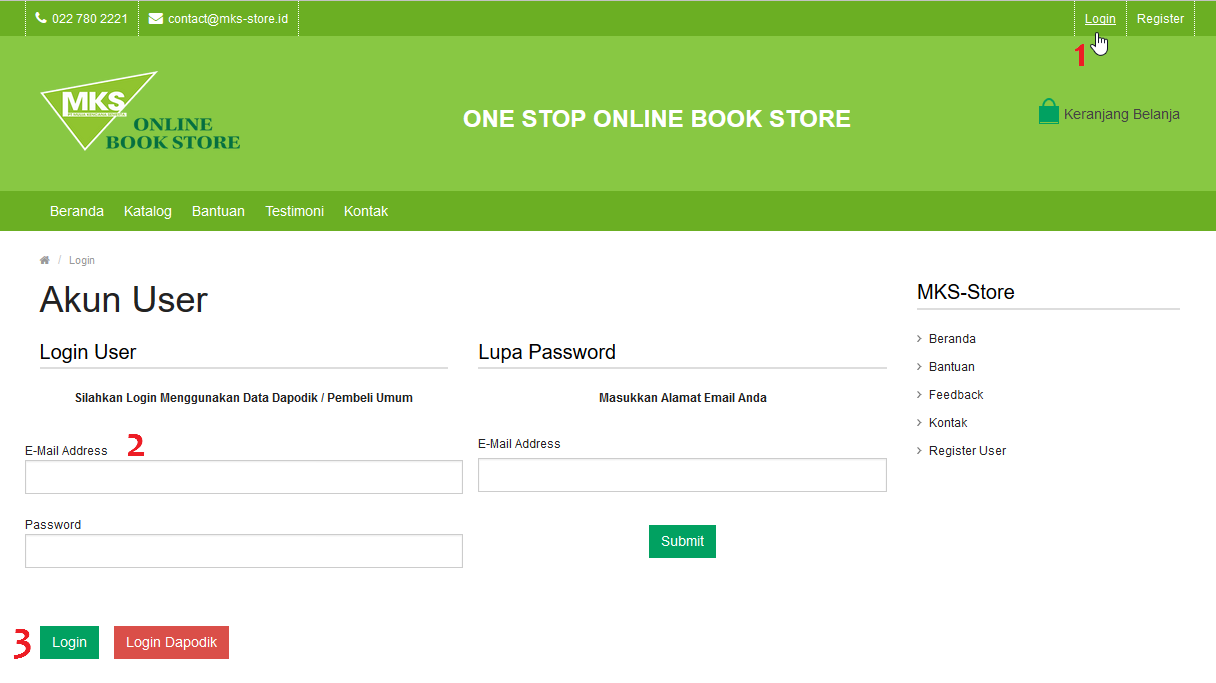 022 780 2221 contact@mks-store.id Login Register
1
MKS
ONLINE
BOOK STORE
ONE STOP ONLINE BOOK STORE
Keranjang Belanja
Beranda Katalog Bantuan Testimoni Kontak
/ Login
Akun User
Login User
Silahkan Login Menggunakan Data Dapodik / Pembeli Umum
E-Mail Address 2
Password
3 Login Login Dapodik
Lupa Password
Masukkan Alamat Email Anda
E-Mail Address
Submit
MKS-Store
Beranda
Bantuan
Feedback
Kontak
Register User